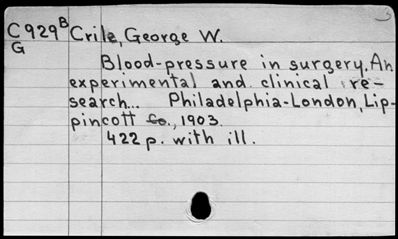 C929B Crile, George W.
G
Blood-pressure in surgery. An
experimental and clinical re-
search... Philadelphia-London, Lip-
pincott Co., 1903.
422 p. with ill.